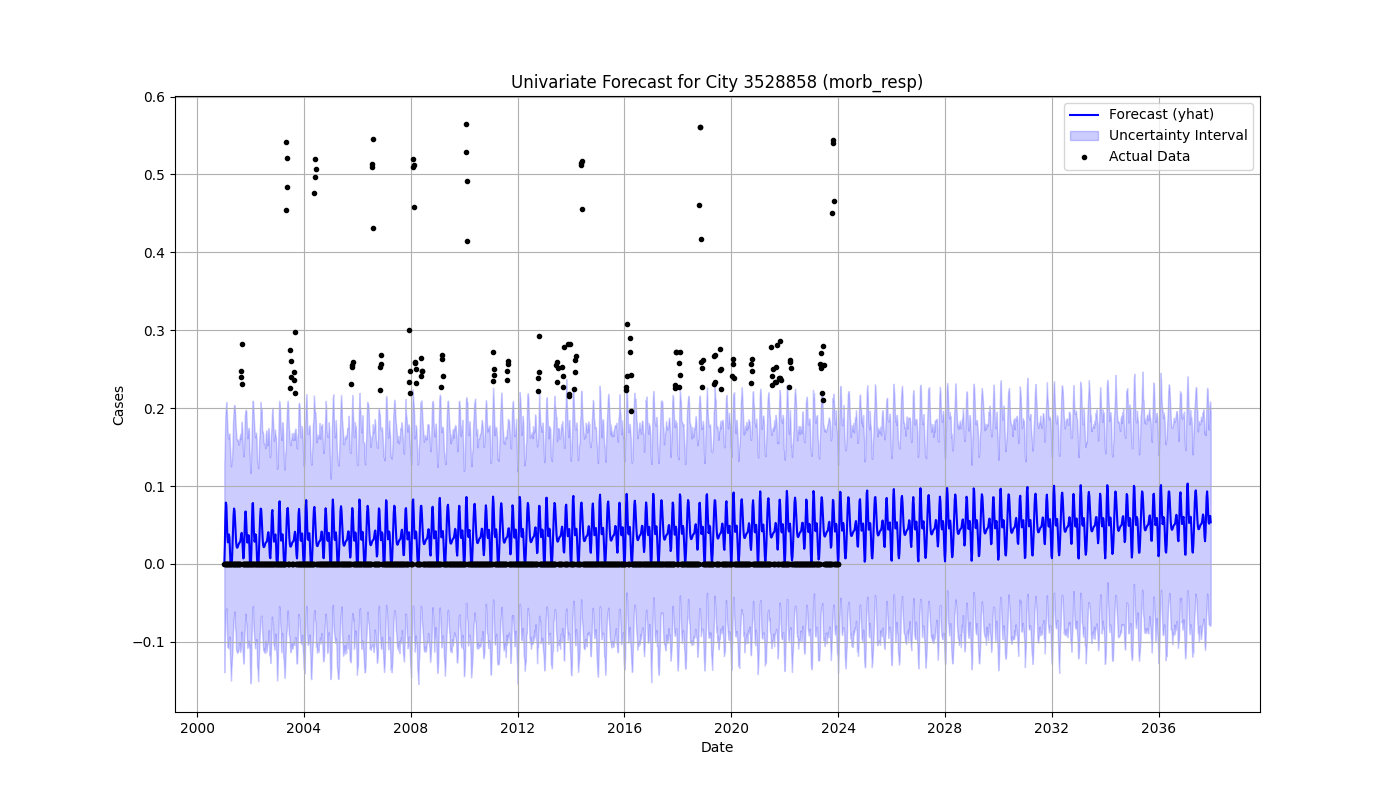 Univariate Forecast for City 3528858 (morb_resp)
Forecast (yhat)
Uncertainty Interval
Actual Data
Cases
0.6
0.5
0.4
0.3
0.2
0.1
0.0
−0.1
2000 2004 2008 2012 2016 2020 2024 2028 2032 2036
Date